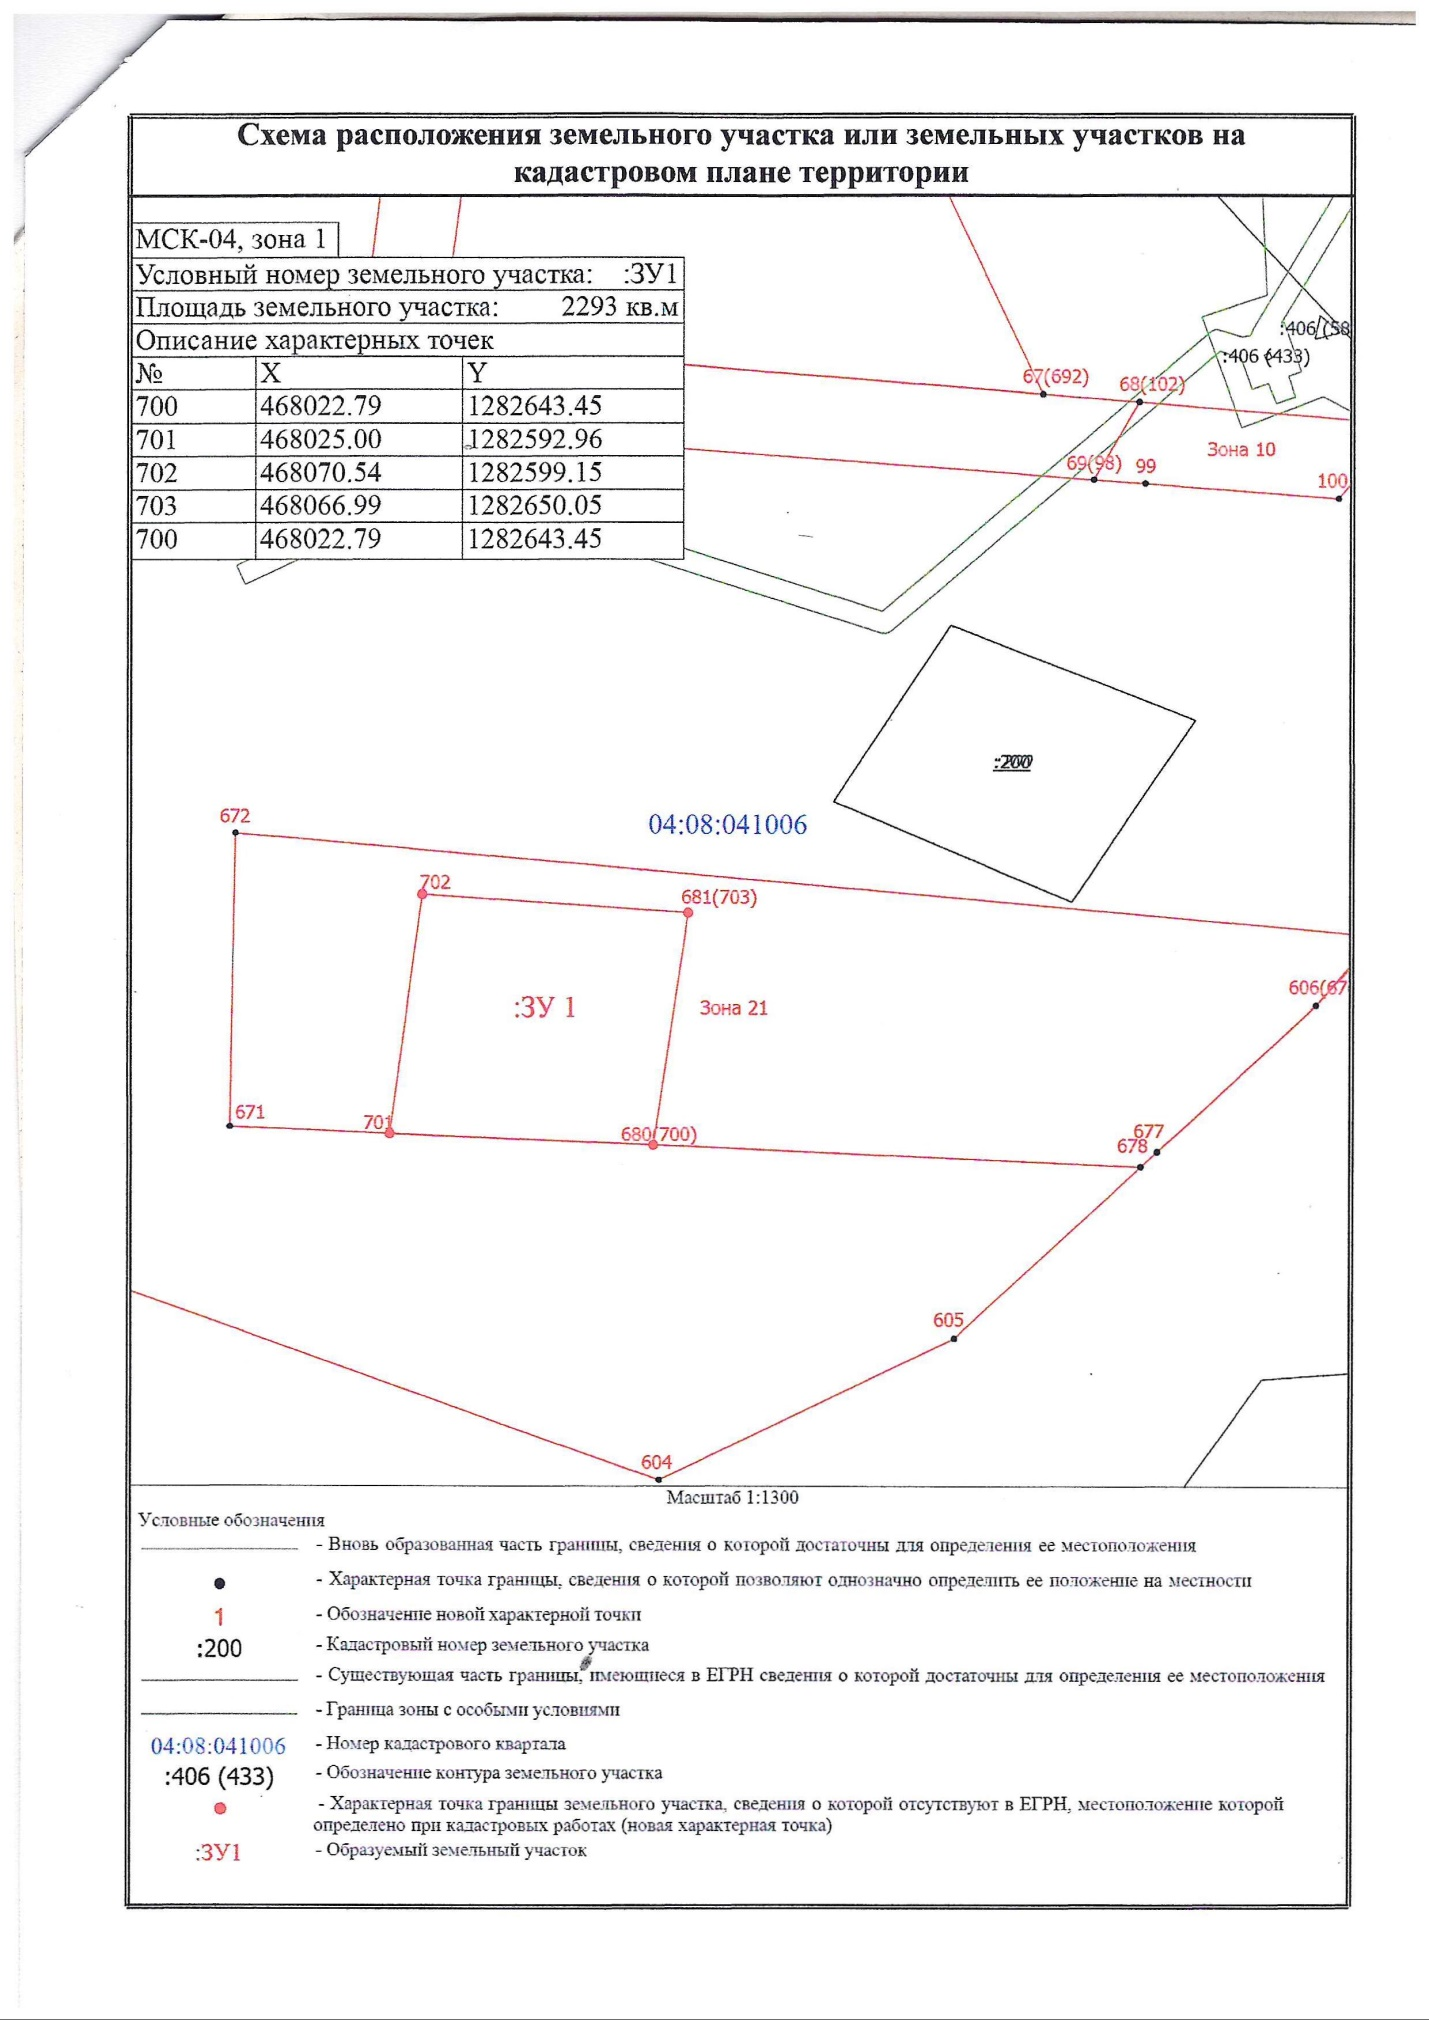 Схема расположения земельного участка или земельных участков на
кадастровом плане территории
МСК-04, зона 1
Условный номер земельного участка: :ЗУ1
Площадь земельного участка: 2293 кв.м
Описание характерных точек
№ X Y
700 468022.79 1282643.45
701 468025.00 1282592.96
702 468070.54 1282599.15
703 468066.99 1282650.05
700 468022.79 1282643.45
:406 (58
:406 (433)
67(692)
68(102)
Зона 10
69(98)
99
100
:200
04:08:041006
672
702
681(703)
:ЗУ 1
Зона 21
606(67
671
701
680(700)
677
678
605
604
Масштаб 1:1300
Условные обозначения
- Вновь образованная часть границы, сведения о которой достаточны для определения ее местоположения
- Характерная точка границы, сведения о которой позволяют однозначно определить ее положение на местности
1 - Обозначение новой характерной точки
:200 - Кадастровый номер земельного участка
- Существующая часть границы, имеющиеся в ЕГРН сведения о которой достаточны для определения ее местоположения
- Граница зоны с особыми условиями
04:08:041006 - Номер кадастрового квартала
:406 (433) - Обозначение контура земельного участка
- Характерная точка границы земельного участка, сведения о которой отсутствуют в ЕГРН, местоположение которой
определено при кадастровых работах (новая характерная точка)
:ЗУ1 - Образуемый земельный участок